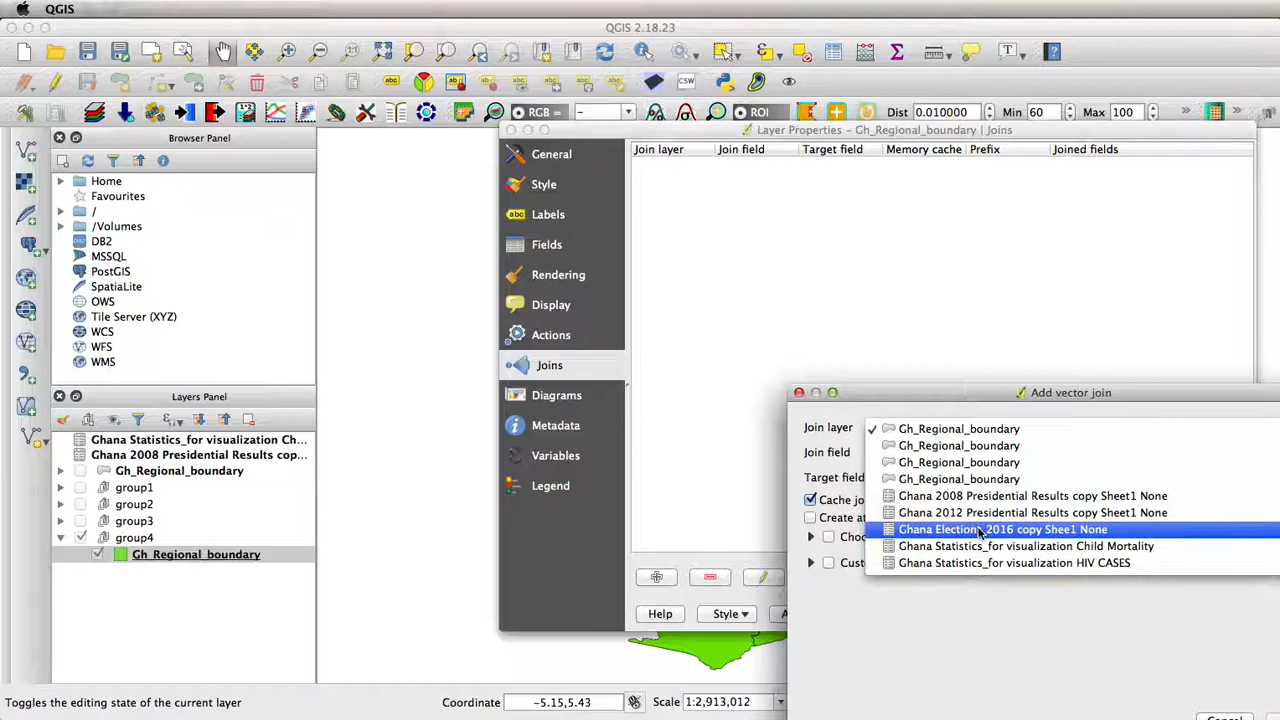 QGIS
QGIS 2.18.23
abc
CSW
RGB =
–
ROI
Dist
0.010000
Min
60
Max
100
Browser Panel
Home
Favourites
/
/Volumes
DB2
MSSQL
PostGIS
SpatiaLite
OWS
Tile Server (XYZ)
WCS
WFS
WMS
Layers Panel
Ghana Statistics_for visualization Ch...
Ghana 2008 Presidential Results cop...
Gh_Regional_boundary
group1
group2
group3
group4
Gh_Regional_boundary
Layer Properties – Gh_Regional_boundary | Joins
General
Style
abc Labels
Fields
Rendering
Display
Actions
Joins
Diagrams
Metadata
Variables
Legend
Join layer
Join field
Target field
Memory cache
Prefix
Joined fields
Help
Style
Add vector join
Join layer
Join field
Target field
Cache jo
Create at
Choo
Cust
Gh_Regional_boundary
Gh_Regional_boundary
Gh_Regional_boundary
Gh_Regional_boundary
Ghana 2008 Presidential Results copy Sheet1 None
Ghana 2012 Presidential Results copy Sheet1 None
Ghana Election 2016 copy Shee1 None
Ghana Statistics_for visualization Child Mortality
Ghana Statistics_for visualization HIV CASES
Toggles the editing state of the current layer
Coordinate
-5.15,5.43
Scale
1:2,913,012